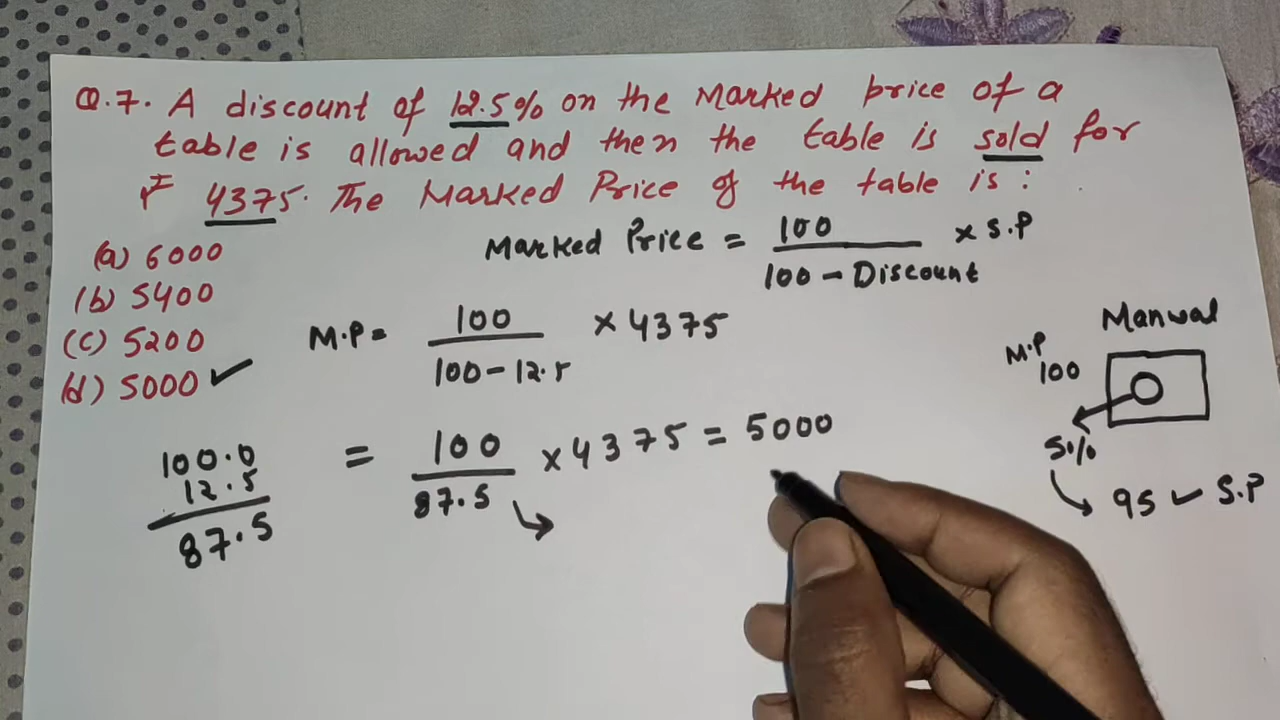 Q.7. A discount of 12.5% on the Marked price of a
table is allowed and then the table is sold for
₹ 4375. The Marked Price of the table is :
(a) 6000
(b) 5400
(c) 5200
(d) 5000 ✓
Marked Price = 100 / 100 - Discount × S.P
M.P = 100 / 100 - 12.5 × 4375
= 100 / 87.5 × 4375 = 5000
100.0
12.5
87.5
Manual
M.P
100
5%
95 ✓ S.P